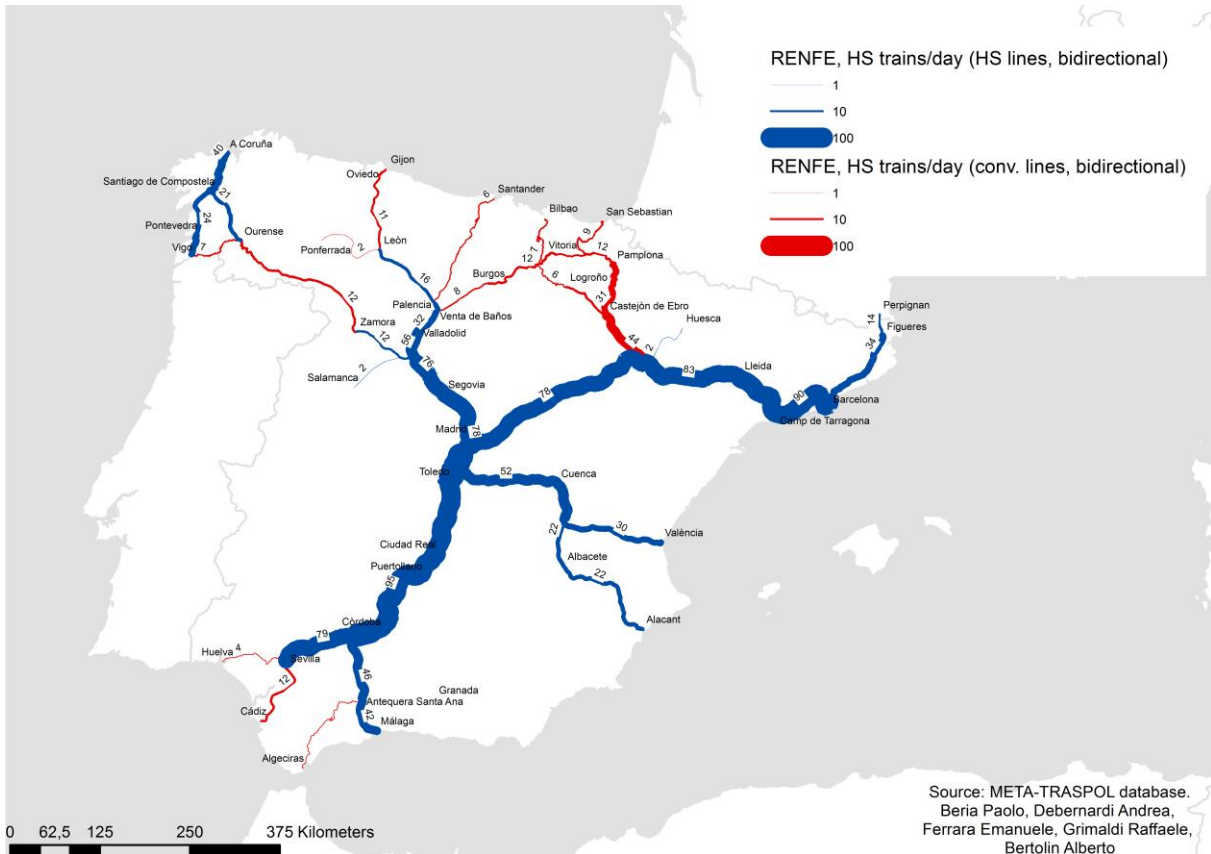 RENFE, HS trains/day (HS lines, bidirectional)
1
10
100
RENFE, HS trains/day (conv. lines, bidirectional)
1
10
100
A Coruña
40
Santiago de Compostela
21
24
Pontevedra
Vigo
7
Ourense
Gijon
Oviedo
11
Ponferrada
2
Leòn
16
Santander
6
Bilbao
7
San Sebastian
9
Vitoria
12
12
Pamplona
Burgos
8
Logroño
6
31
Castejòn de Ebro
Palencia
Venta de Baños
32
Valladolid
56
12
Zamora
12
Salamanca
2
76
Segovia
44
2
Huesca
Perpignan
14
Figueres
34
83
Lleida
90
Barcelona
Camp de Tarragona
78
Madrid
78
Toledo
52
Cuenca
22
30
València
Albacete
22
Alacant
Ciudad Real
Puertollano
95
Còrdoba
79
Huelva
4
Sevilla
12
Cádiz
46
Granada
Antequera Santa Ana
42
Málaga
Algeciras
0 62,5 125 250 375 Kilometers
Source: META-TRASPOL database.
Beria Paolo, Debernardi Andrea,
Ferrara Emanuele, Grimaldi Raffaele,
Bertolin Alberto